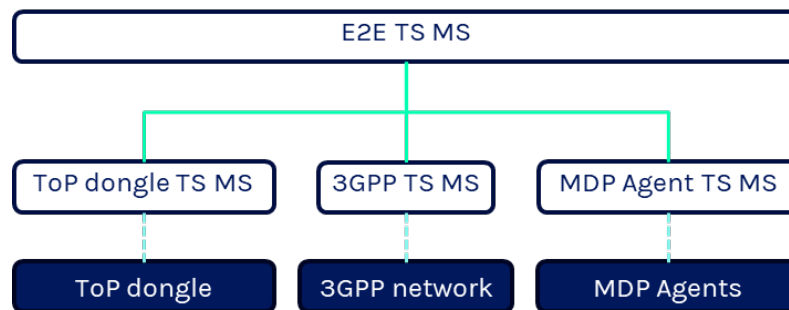 E2E TS MS
ToP dongle TS MS
3GPP TS MS
MDP Agent TS MS
ToP dongle
3GPP network
MDP Agents